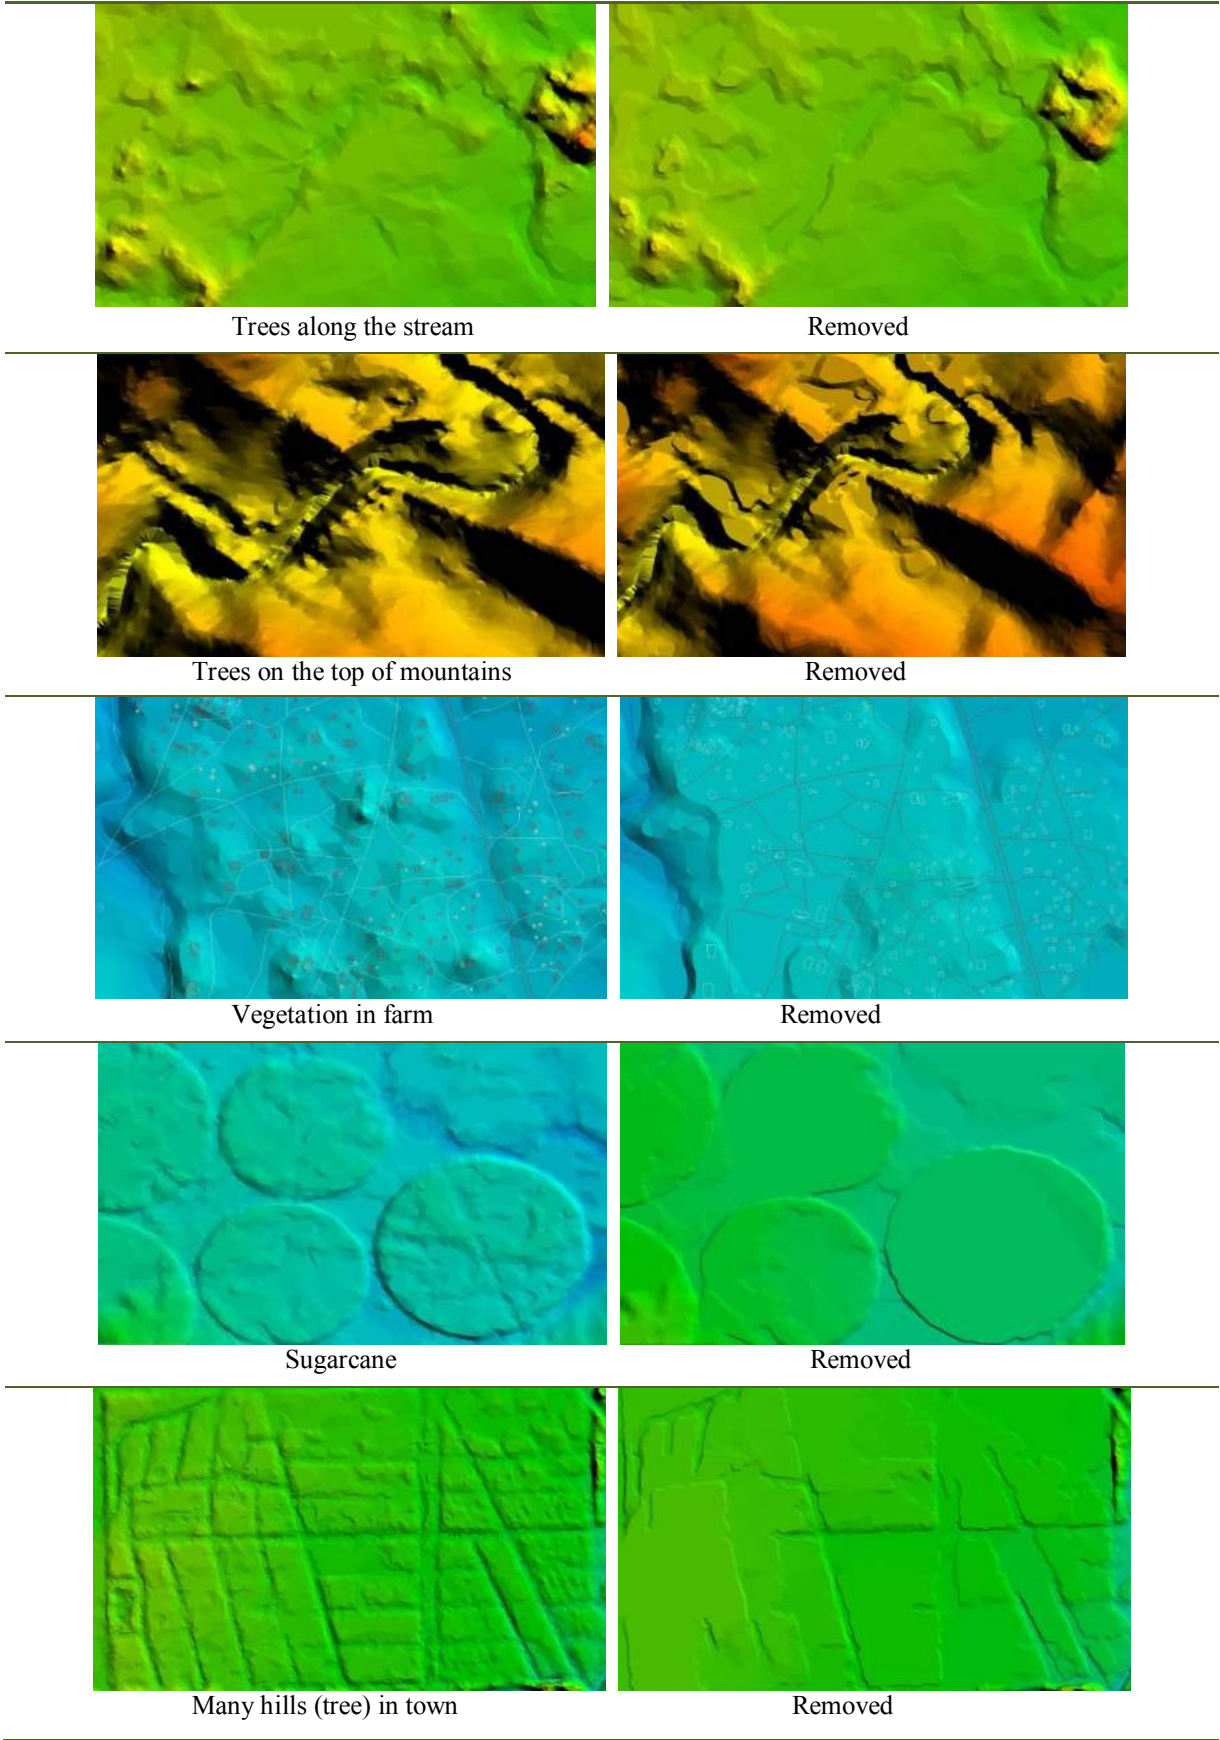 Trees along the stream
Removed
Trees on the top of mountains
Removed
Vegetation in farm
Removed
Sugarcane
Removed
Many hills (tree) in town
Removed